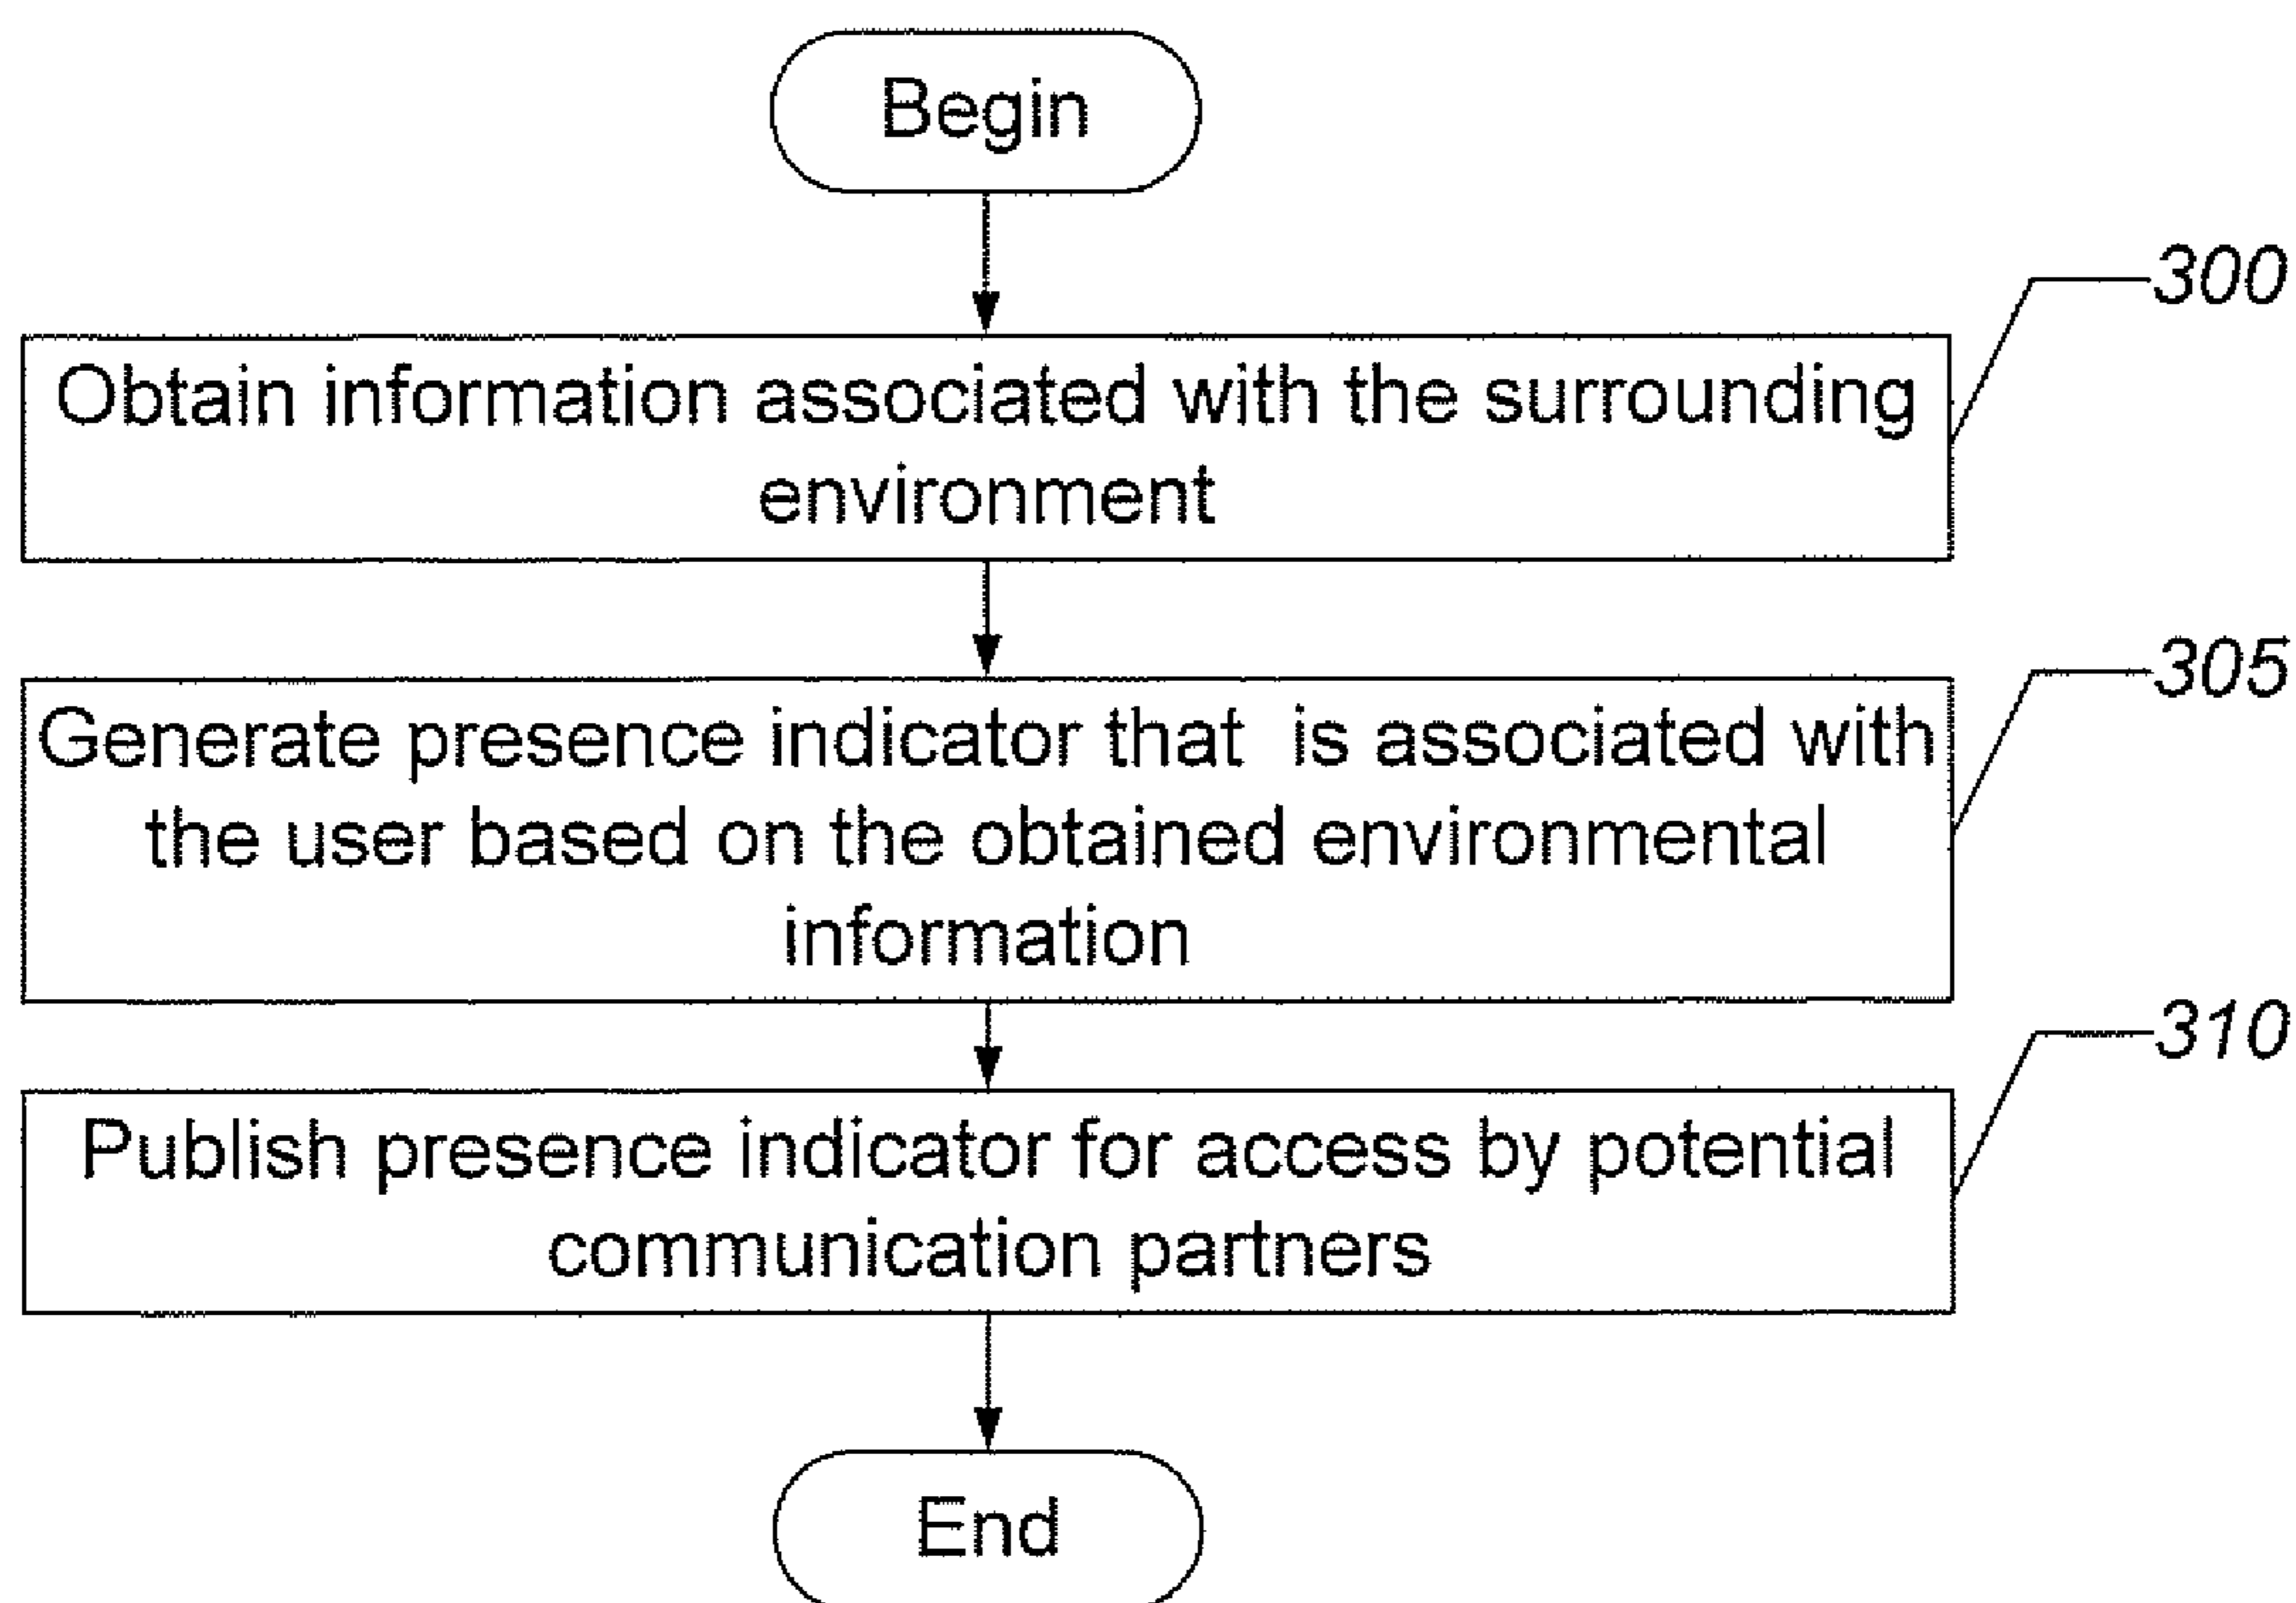 Begin
300
Obtain information associated with the surrounding
environment
305
Generate presence indicator that is associated with
the user based on the obtained environmental
information
310
Publish presence indicator for access by potential
communication partners
End